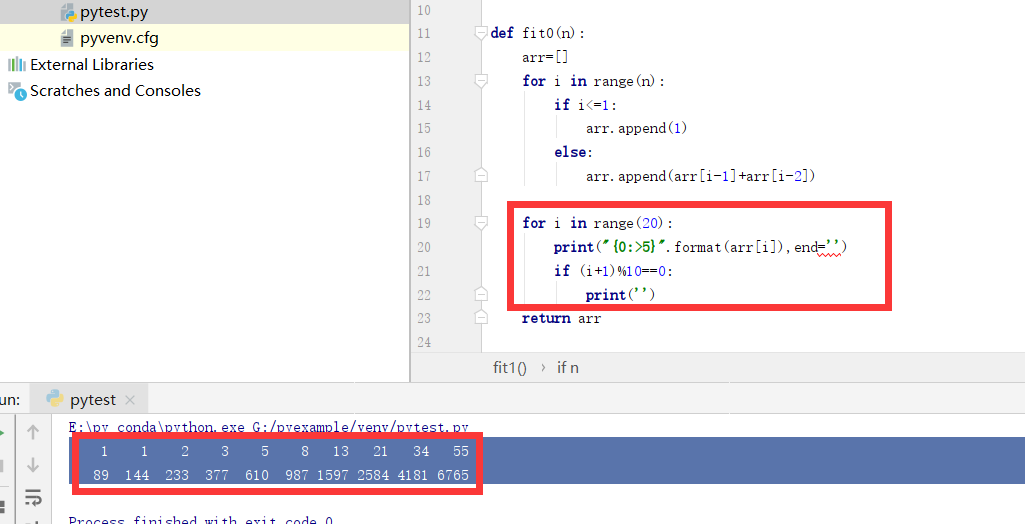 pytest.py
pyvenv.cfg
External Libraries
Scratches and Consoles
10
11 def fit0(n):
12 arr=[]
13 for i in range(n):
14 if i<=1:
15 arr.append(1)
16 else:
17 arr.append(arr[i-1]+arr[i-2])
18
19 for i in range(20):
20 print("{0:>5}".format(arr[i]),end='')
21 if (i+1)%10==0:
22 print('')
23 return arr
24
fit1() › if n
un: pytest ×
E:\py_conda\python.exe G:/pyexample/venv/pytest.py
1 1 2 3 5 8 13 21 34 55
89 144 233 377 610 987 1597 2584 4181 6765
Process finished with exit code 0